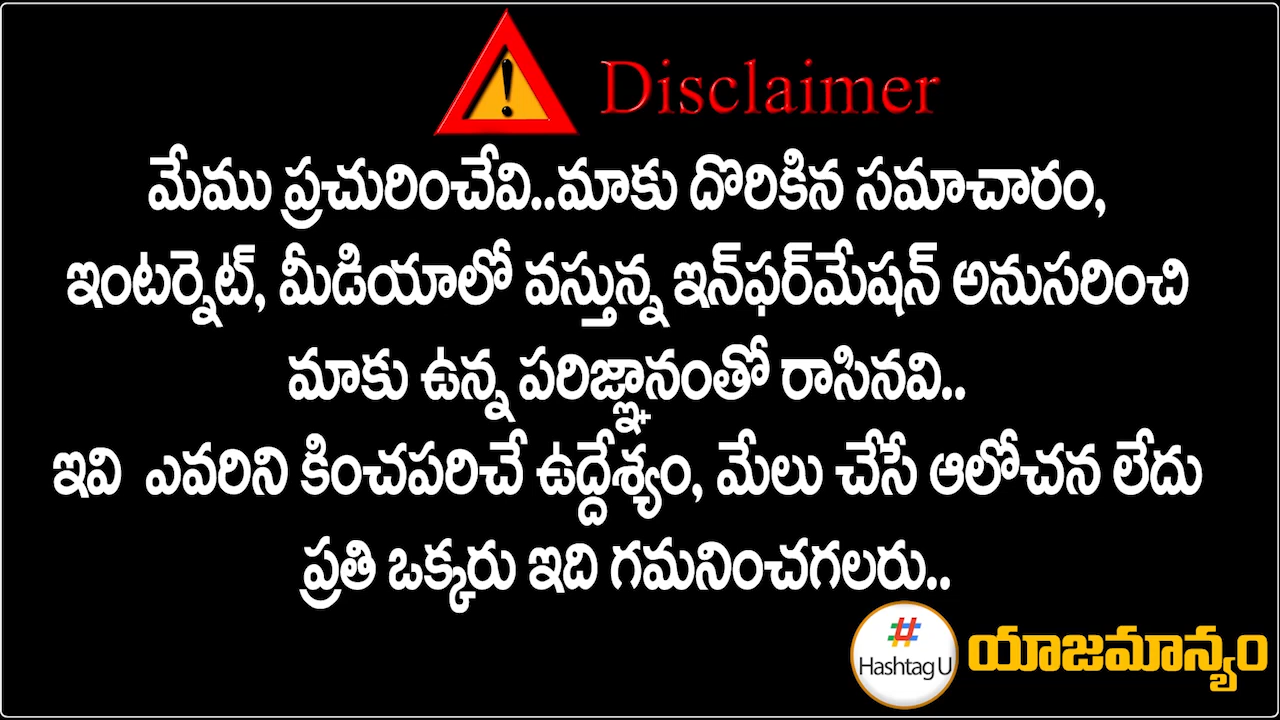 Disclaimer
మేము ప్రచురించేవి..మాకు దొరికిన సమాచారం,
ఇంటర్నెట్, మీడియాలో వస్తున్న ఇన్‌ఫర్‌మేషన్ అనుసరించి
మాకు ఉన్న పరిజ్ఞానంతో రాసినవి..
ఇవి ఎవరిని కించపరిచే ఉద్దేశ్యం, మేలు చేసే ఆలోచన లేదు
ప్రతి ఒక్కరు ఇది గమనించగలరు..
# Hashtag U యాజమాన్యం